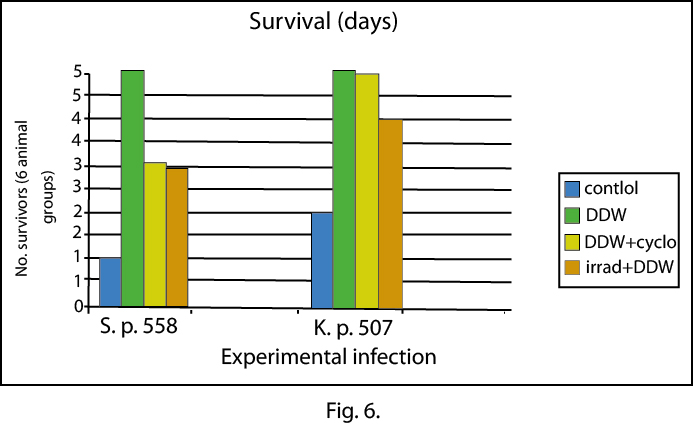 Survival (days)
No. survivors (6 animal
groups)
5
5
4
4
3
3
2
2
1
1
0
S. p. 558
K. p. 507
Experimental infection
contlol
DDW
DDW+cyclo
irrad+DDW
Fig. 6.